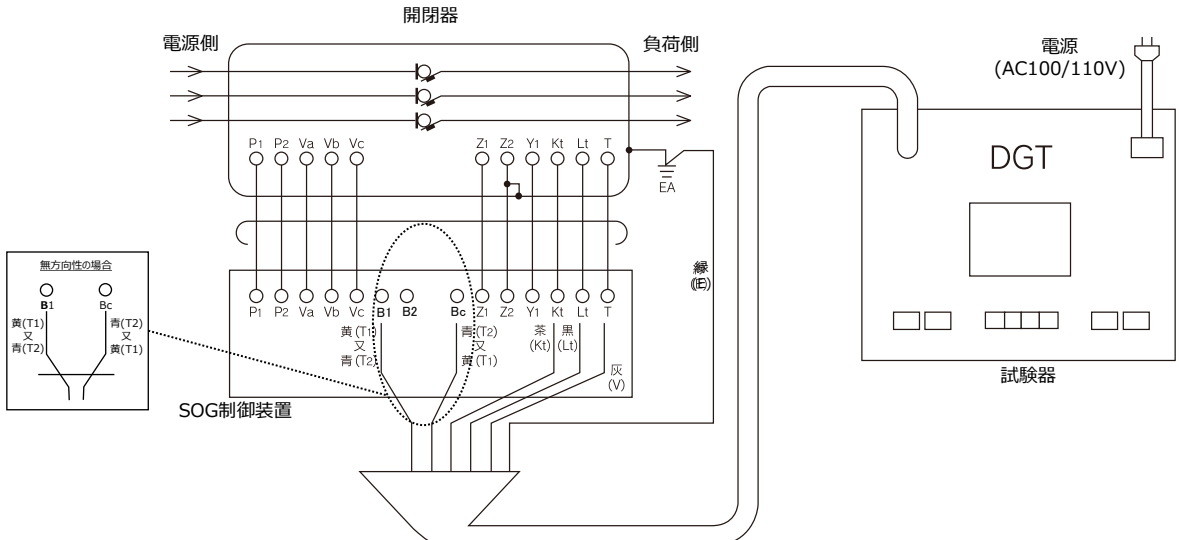 開閉器
電源側
負荷側
P1 P2 Va Vb Vc
Z1 Z2 Y1 Kt Lt T
EA
緑
(E)
P1 P2 Va Vb Vc B1 B2 Bc Z1 Z2 Y1 Kt Lt T
黄(T1)
又
青(T2)
青(T2)
又
黄(T1)
茶
(Kt)
黒
(Lt)
灰
(V)
SOG制御装置
無方向性の場合
B1 Bc
黄(T1)
又
青(T2)
青(T2)
又
黄(T1)
電源
(AC100/110V)
DGT
試験器